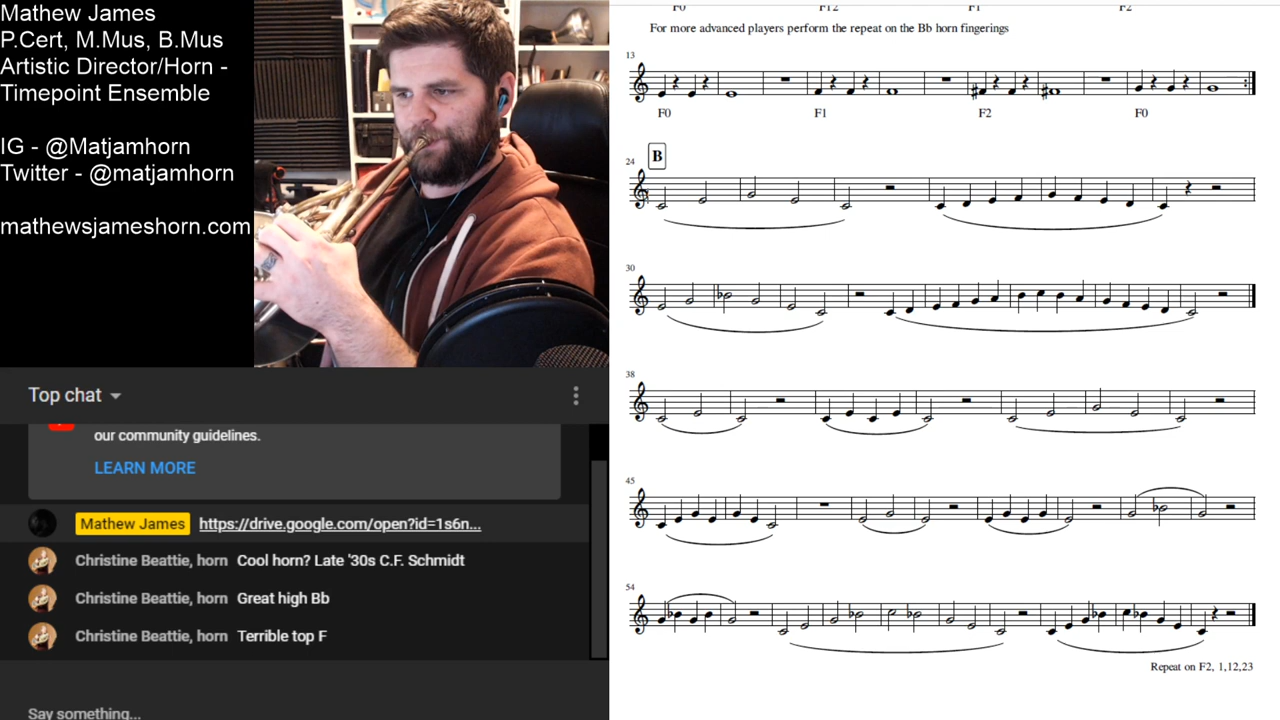 Mathew James
P.Cert, M.Mus, B.Mus
Artistic Director/Horn -
Timepoint Ensemble
IG - @Matjamhorn
Twitter - @matjamhorn
mathewsjameshorn.com
Top chat
our community guidelines.
LEARN MORE
Mathew James https://drive.google.com/open?id=1s6n...
Christine Beattie, horn Cool horn? Late '30s C.F. Schmidt
Christine Beattie, horn Great high Bb
Christine Beattie, horn Terrible top F
Say something...
F0 F12 F1 F2
For more advanced players perform the repeat on the Bb horn fingerings
13
F0 F1 F2 F0
B
24
30
38
45
54
Repeat on F2, 1,12,23